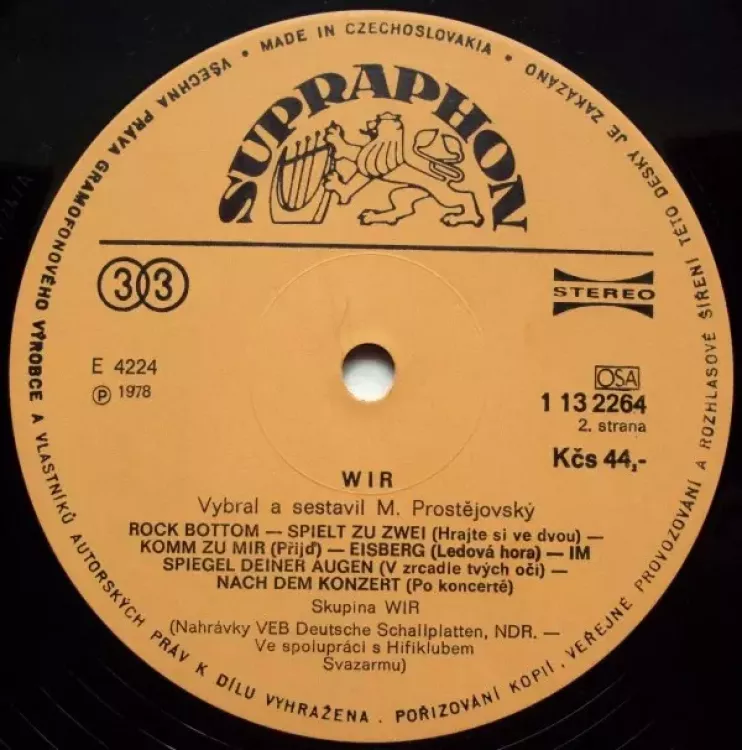 VŠECHNA PRÁVA GRAMOFONOVÉHO VÝROBCE A VLASTNÍKŮ AUTORSKÝCH PRÁV K DÍLU VYHRAŽENA. POŘIZOVÁNÍ KOPIÍ, VEŘEJNÉ PROVOZOVÁNÍ A ROZHLASOVÉ ŠÍŘENÍ TÉTO DESKY JE ZAKÁZÁNO • MADE IN CZECHOSLOVAKIA •
SUPRAPHON
33
STEREO
E 4224
Ⓟ 1978
OSA
1 13 2264
2. strana
Kčs 44,-
WIR
Vybral a sestavil M. Prostějovský
ROCK BOTTOM — SPIELT ZU ZWEI (Hrajte si ve dvou) —
KOMM ZU MIR (Přijď) — EISBERG (Ledová hora) — IM
SPIEGEL DEINER AUGEN (V zrcadle tvých očí) —
NACH DEM KONZERT (Po koncertě)
Skupina WIR
(Nahrávky VEB Deutsche Schallplatten, NDR. —
Ve spolupráci s Hifiklubem
Svazarmu)